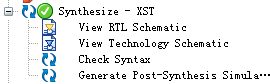 Synthesize - XST
View RTL Schematic
View Technology Schematic
Check Syntax
Generate Post-Synthesis Simula···